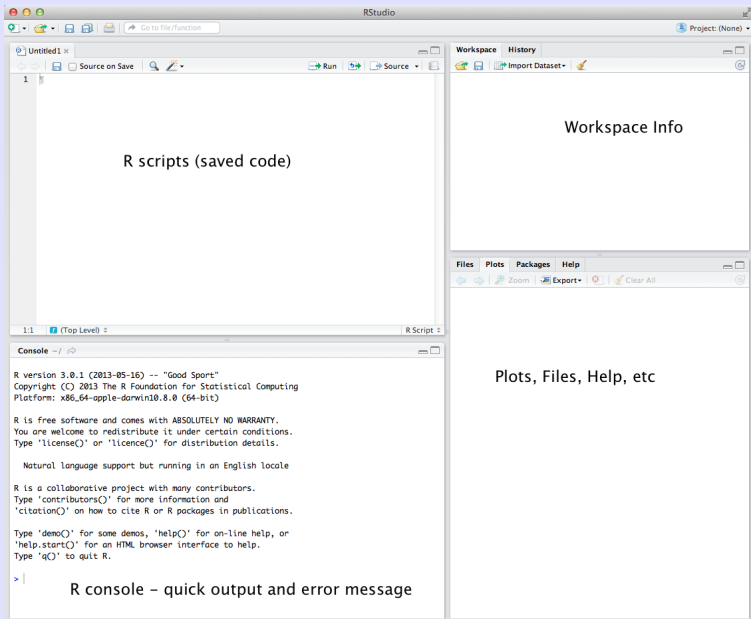 RStudio
Go to file/function
Project: (None)
Untitled1
Source on Save
Run
Source
1
R scripts (saved code)
1:1
(Top Level)
R Script
Console ~/
R version 3.0.1 (2013-05-16) -- "Good Sport"
Copyright (C) 2013 The R Foundation for Statistical Computing
Platform: x86_64-apple-darwin10.8.0 (64-bit)
R is free software and comes with ABSOLUTELY NO WARRANTY.
You are welcome to redistribute it under certain conditions.
Type 'license()' or 'licence()' for distribution details.
Natural language support but running in an English locale
R is a collaborative project with many contributors.
Type 'contributors()' for more information and
'citation()' on how to cite R or R packages in publications.
Type 'demo()' for some demos, 'help()' for on-line help, or
'help.start()' for an HTML browser interface to help.
Type 'q()' to quit R.
>
R console – quick output and error message
Workspace History
Import Dataset
Workspace Info
Files Plots Packages Help
Zoom Export Clear All
Plots, Files, Help, etc